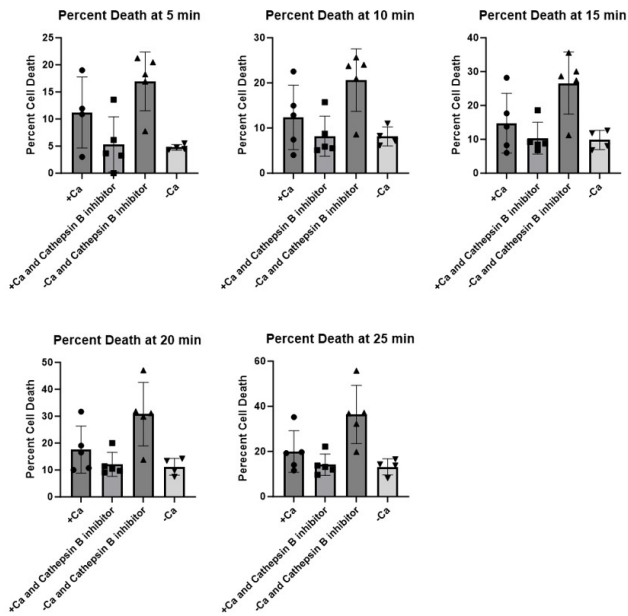 Percent Death at 5 min
Percent Cell Death
25
20
15
10
5
0
+Ca
+Ca and Cathepsin B inhibitor
-Ca and Cathepsin B inhibitor
-Ca
Percent Death at 10 min
Percent Cell Death
30
20
10
0
+Ca
+Ca and Cathepsin B inhibitor
-Ca and Cathepsin B inhibitor
-Ca
Percent Death at 15 min
Percent Cell Death
40
30
20
10
0
+Ca
+Ca and Cathepsin B inhibitor
-Ca and Cathepsin B inhibitor
-Ca
Percent Death at 20 min
Percent Cell Death
50
40
30
20
10
0
+Ca
+Ca and Cathepsin B inhibitor
-Ca and Cathepsin B inhibitor
-Ca
Percent Death at 25 min
Perecent Cell Death
60
40
20
0
+Ca
+Ca and Cathepsin B inhibitor
-Ca and Cathepsin B inhibitor
-Ca